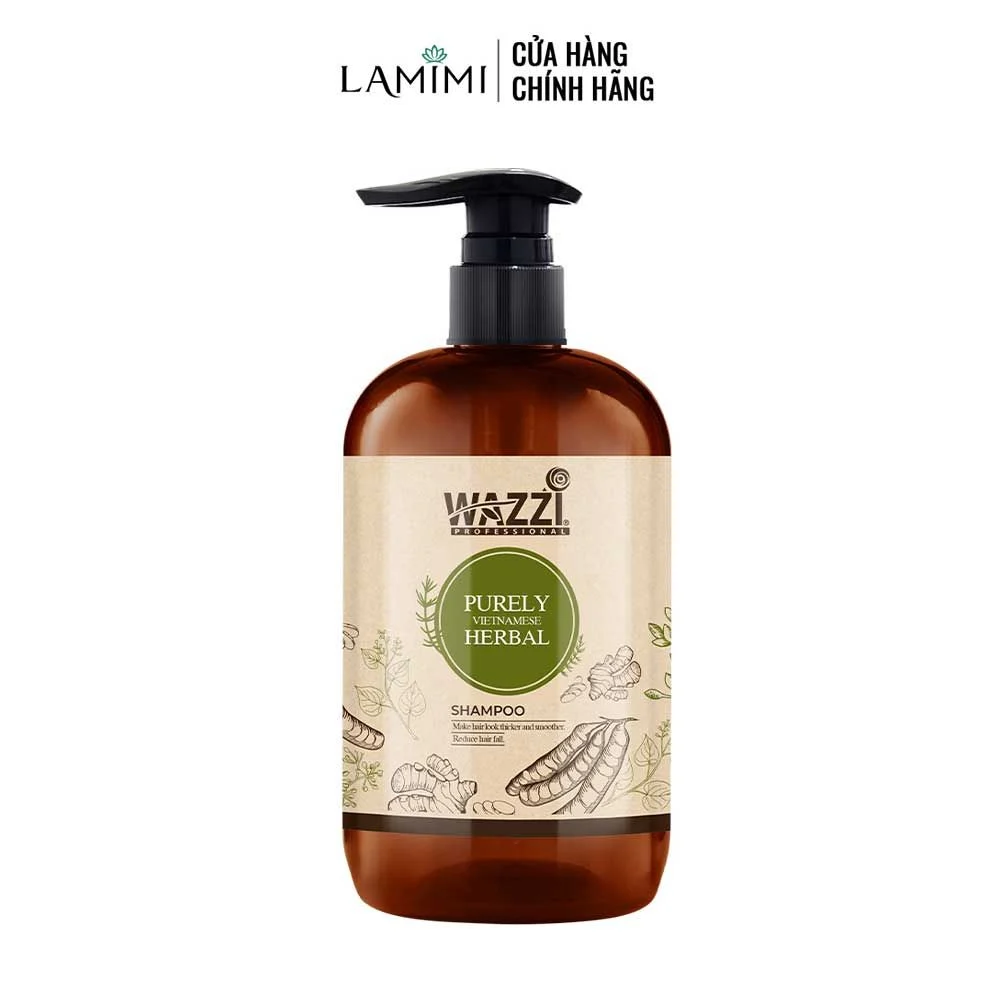 LAMIMI
CỬA HÀNG
CHÍNH HÃNG
WAZZI®
PROFESSIONAL
PURELY
VIETNAMESE
HERBAL
SHAMPOO
Make hair look thicker and smoother.
Reduce hair fall.